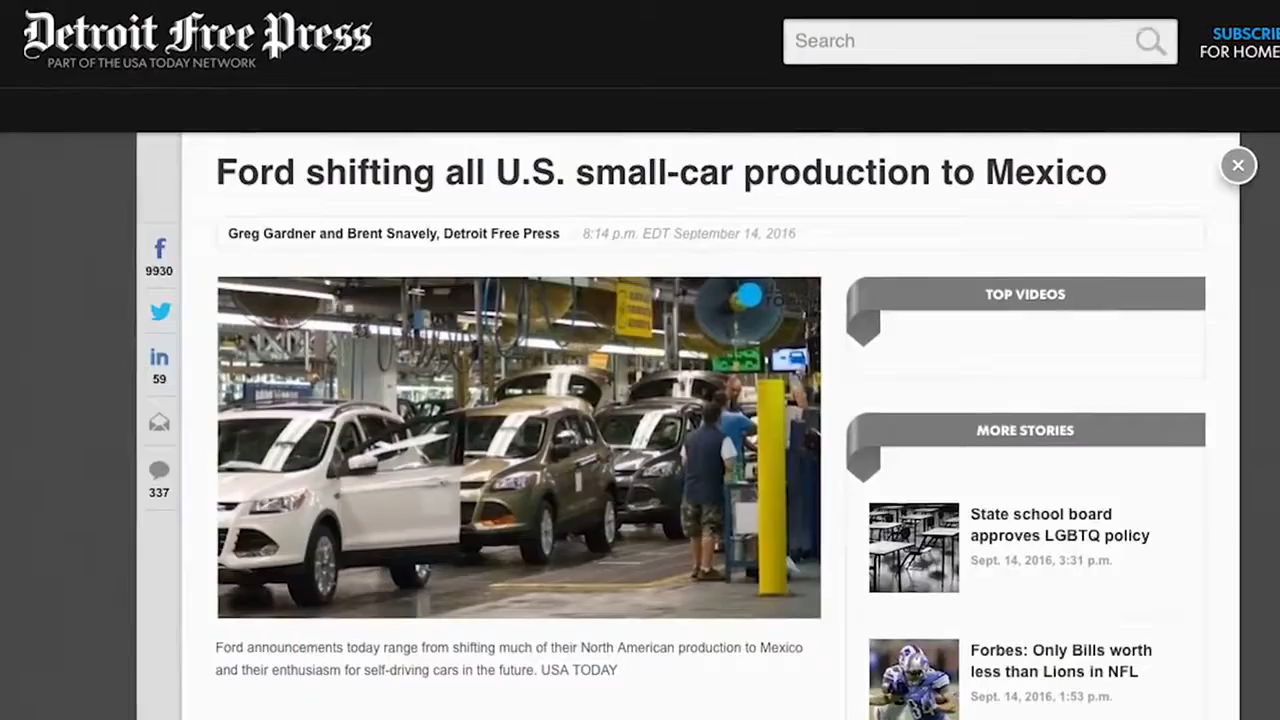 Detroit Free Press
PART OF THE USA TODAY NETWORK
Search
SUBSCRIBE
FOR HOME
Ford shifting all U.S. small-car production to Mexico
Greg Gardner and Brent Snavely, Detroit Free Press 8:14 p.m. EDT September 14, 2016
9930
in
59
337
TOP VIDEOS
MORE STORIES
State school board
approves LGBTQ policy
Sept. 14, 2016, 3:31 p.m.
Forbes: Only Bills worth
less than Lions in NFL
Sept. 14, 2016, 1:53 p.m.
Ford announcements today range from shifting much of their North American production to Mexico
and their enthusiasm for self-driving cars in the future. USA TODAY